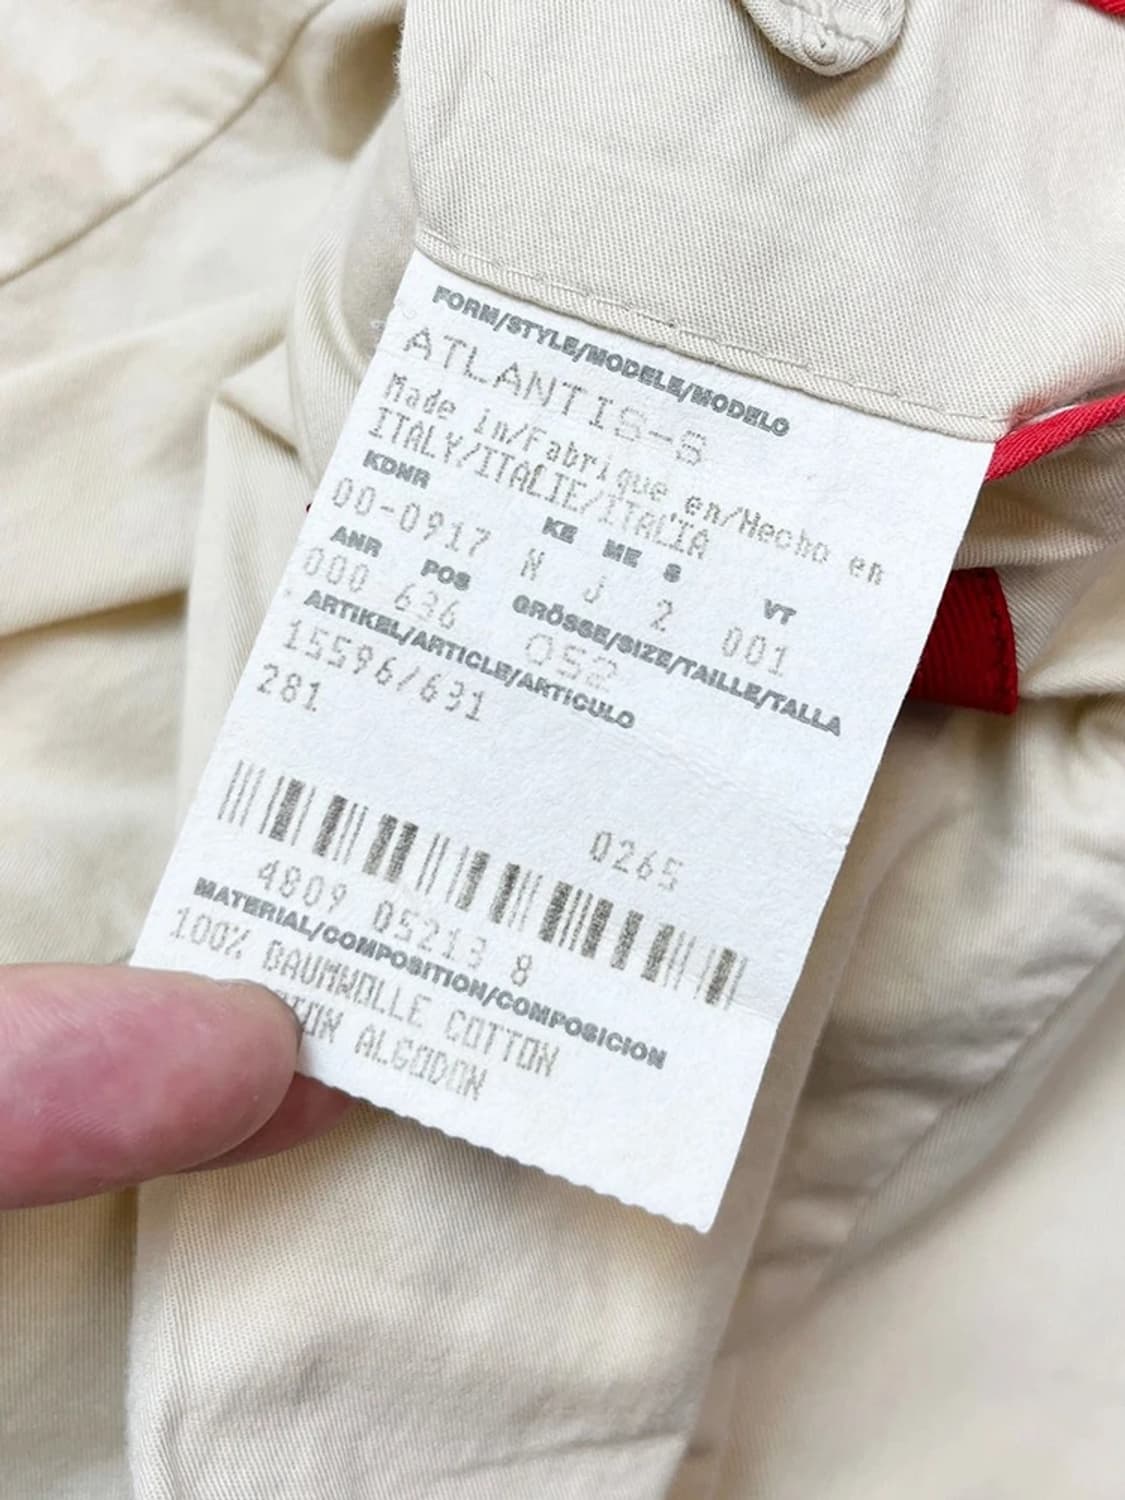 FORM/STYLE/MODELE/MODELO
ATLANTIS-S
Made in/Fabrique en/Hecho en
ITALY/ITALIE/ITALIA
KDNR KE ME S VT
00-0917 N J 2 001
ANR POS GRÖSSE/SIZE/TAILLE/TALLA
000 636 052
ARTIKEL/ARTICLE/ARTICULO
15596/631
281
0265
4809 05213 8
MATERIAL/COMPOSITION/COMPOSICION
100% BAUMWOLLE COTTON
ALGODON